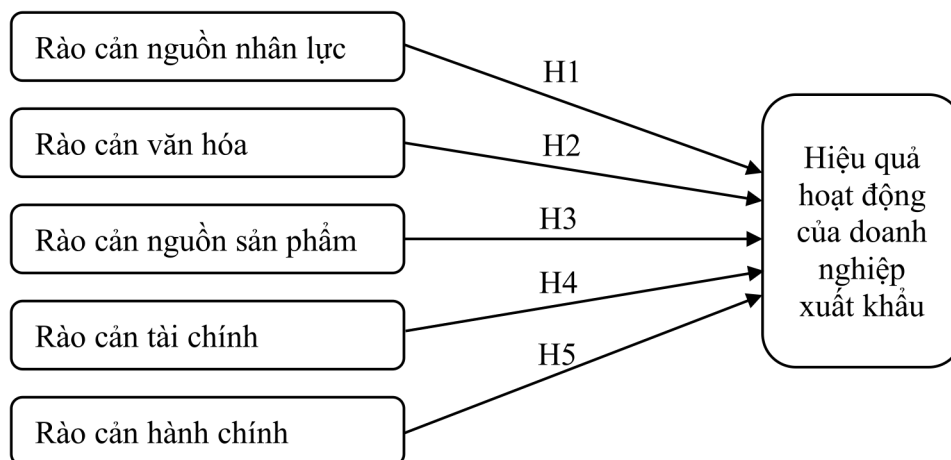 Rào cản nguồn nhân lực
H1
Rào cản văn hóa
H2
Rào cản nguồn sản phẩm
H3
Rào cản tài chính
H4
Rào cản hành chính
H5
Hiệu quả
hoạt động
của doanh
nghiệp
xuất khẩu